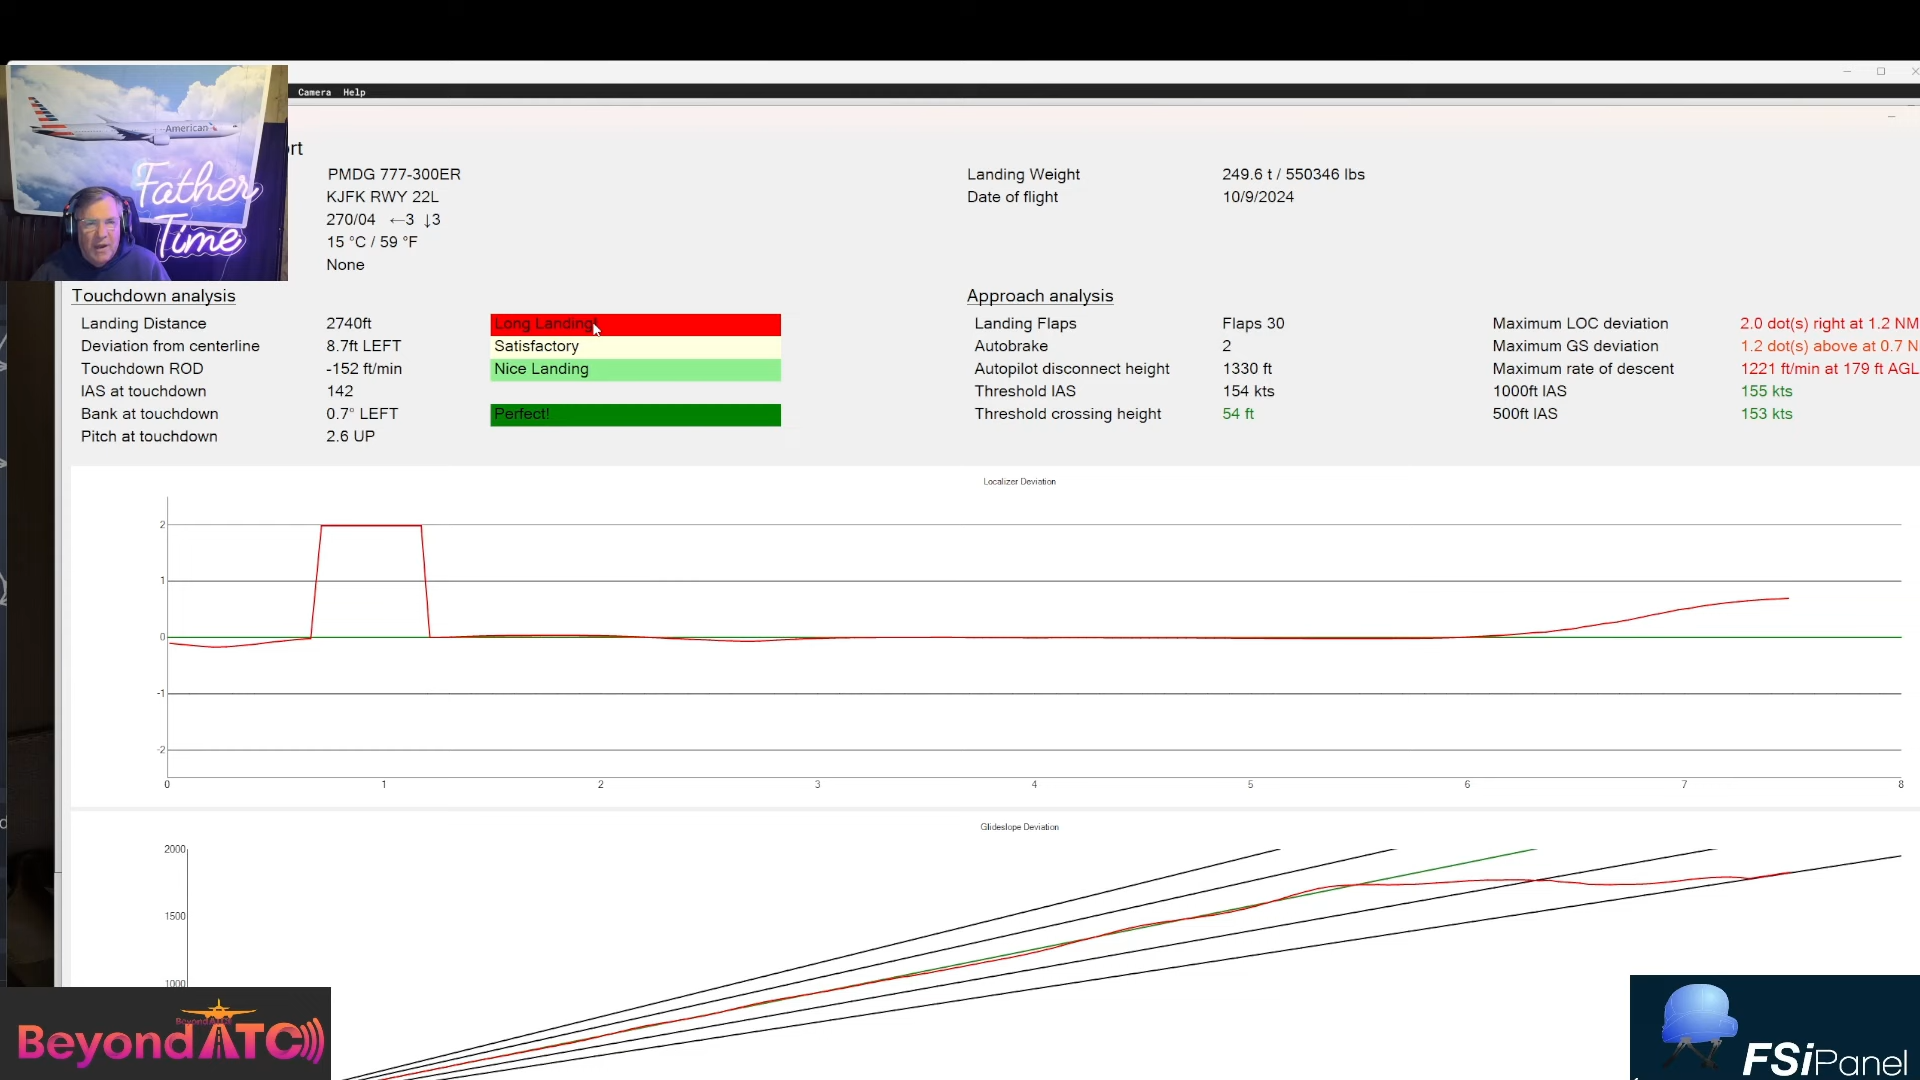 Camera Help
American
Father
Time
rt
PMDG 777-300ER
KJFK RWY 22L
270/04 ←3 ↓3
15 °C / 59 °F
None
Landing Weight 249.6 t / 550346 lbs
Date of flight 10/9/2024
Touchdown analysis
Landing Distance 2740ft Long Landing!
Deviation from centerline 8.7ft LEFT Satisfactory
Touchdown ROD -152 ft/min Nice Landing
IAS at touchdown 142
Bank at touchdown 0.7° LEFT Perfect!
Pitch at touchdown 2.6 UP
Approach analysis
Landing Flaps Flaps 30 Maximum LOC deviation 2.0 dot(s) right at 1.2 NM
Autobrake 2 Maximum GS deviation 1.2 dot(s) above at 0.7 N
Autopilot disconnect height 1330 ft Maximum rate of descent 1221 ft/min at 179 ft AGL
Threshold IAS 154 kts 1000ft IAS 155 kts
Threshold crossing height 54 ft 500ft IAS 153 kts
Localizer Deviation
2
1
0
-1
-2
0 1 2 3 4 5 6 7 8
Glideslope Deviation
2000
1500
1000
BeyondATC
FSiPanel